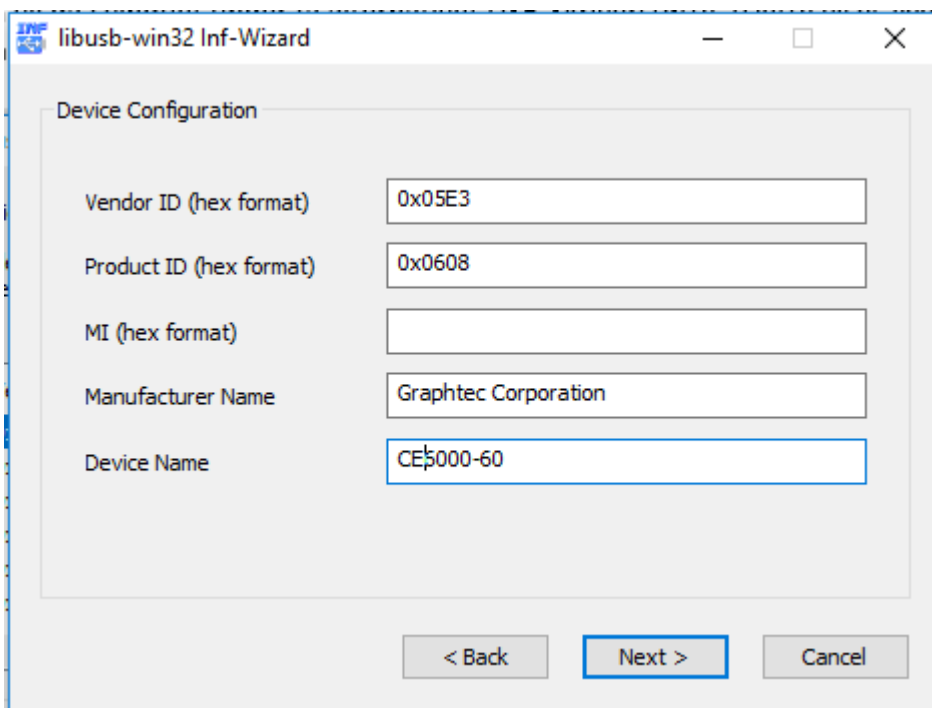 INF
libusb-win32 Inf-Wizard
Device Configuration
Vendor ID (hex format) 0x05E3
Product ID (hex format) 0x0608
MI (hex format)
Manufacturer Name Graphtec Corporation
Device Name CE5000-60
< Back Next > Cancel